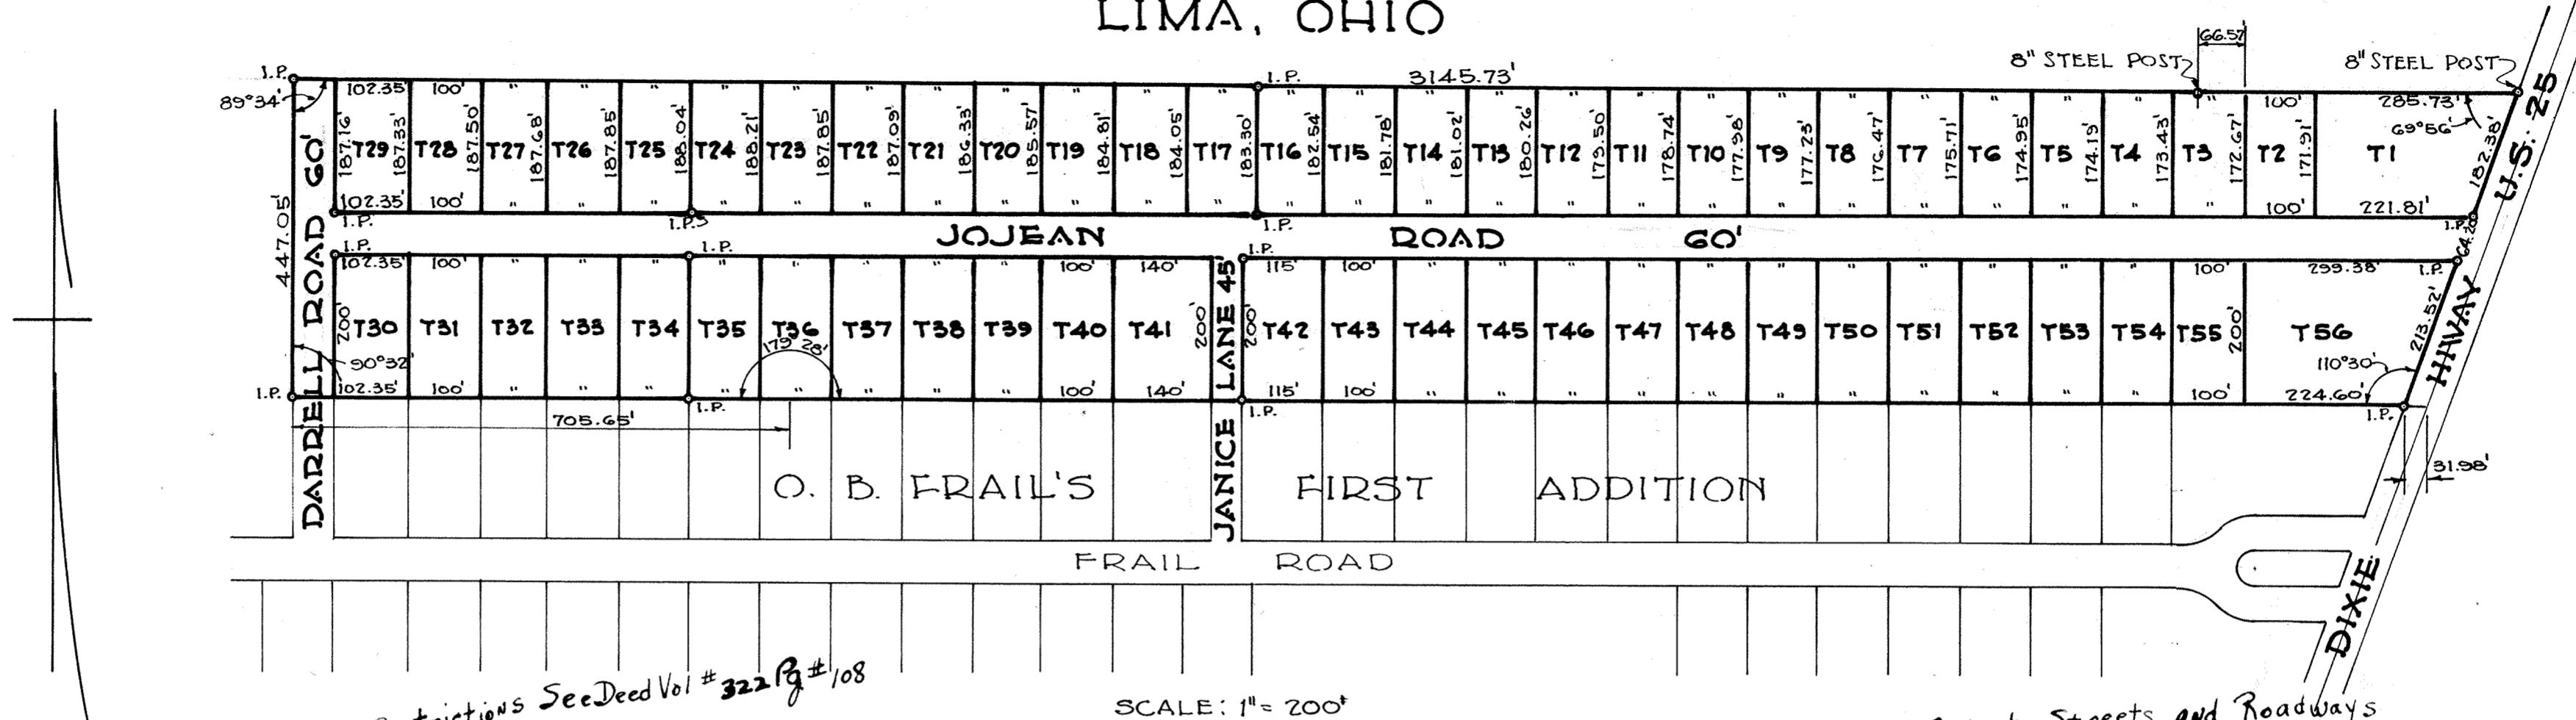 LIMA, OHIO
66.57'
8" STEEL POST
8" STEEL POST
I.P.
I.P.
3145.73'
89°34'
102.35' 100' " " " " " " " " " " " " " " " " " " " " " " " " " 100' 285.73'
69°56'
187.16' 187.33' 187.50' 187.68' 187.85' 188.04' 188.21' 187.85' 187.09' 186.33' 185.57' 184.81' 184.05' 183.30' 182.54' 181.78' 181.02' 180.26' 179.50' 178.74' 177.98' 177.23' 176.47' 175.71' 174.95' 174.19' 173.43' 172.67' 171.91' 182.38'
T29 T28 T27 T26 T25 T24 T23 T22 T21 T20 T19 T18 T17 T16 T15 T14 T13 T12 T11 T10 T9 T8 T7 T6 T5 T4 T3 T2 T1
102.35' 100' " " " " " " " " " " " " " " " " " " " " " " " " " 100' 221.81'
I.P. I.P. I.P. I.P.
447.05'
DARRELL ROAD 60'
JOJEAN ROAD 60'
64.20'
I.P. I.P. I.P. I.P.
102.35' 100' " " " " " " " " 100' 140' 115' 100' " " " " " " " " " " " 100' 299.38'
T30 T31 T32 T33 T34 T35 T36 T37 T38 T39 T40 T41 T42 T43 T44 T45 T46 T47 T48 T49 T50 T51 T52 T53 T54 T55 T56
200' 200' 200' 200' 213.52'
JANICE LANE 45'
179°28'
90°32'
110°30'
102.35' 100' " " " " " " " " 100' 140' 115' 100' " " " " " " " " " " " 100' 224.60'
I.P. I.P. I.P. I.P.
705.65'
31.98'
O. B. FRAIL'S FIRST ADDITION
FRAIL ROAD
DIXIE HWAY U.S. 25
See Deed Vol # 322 Pg # 108
SCALE: 1" = 200'
Streets and Roadways